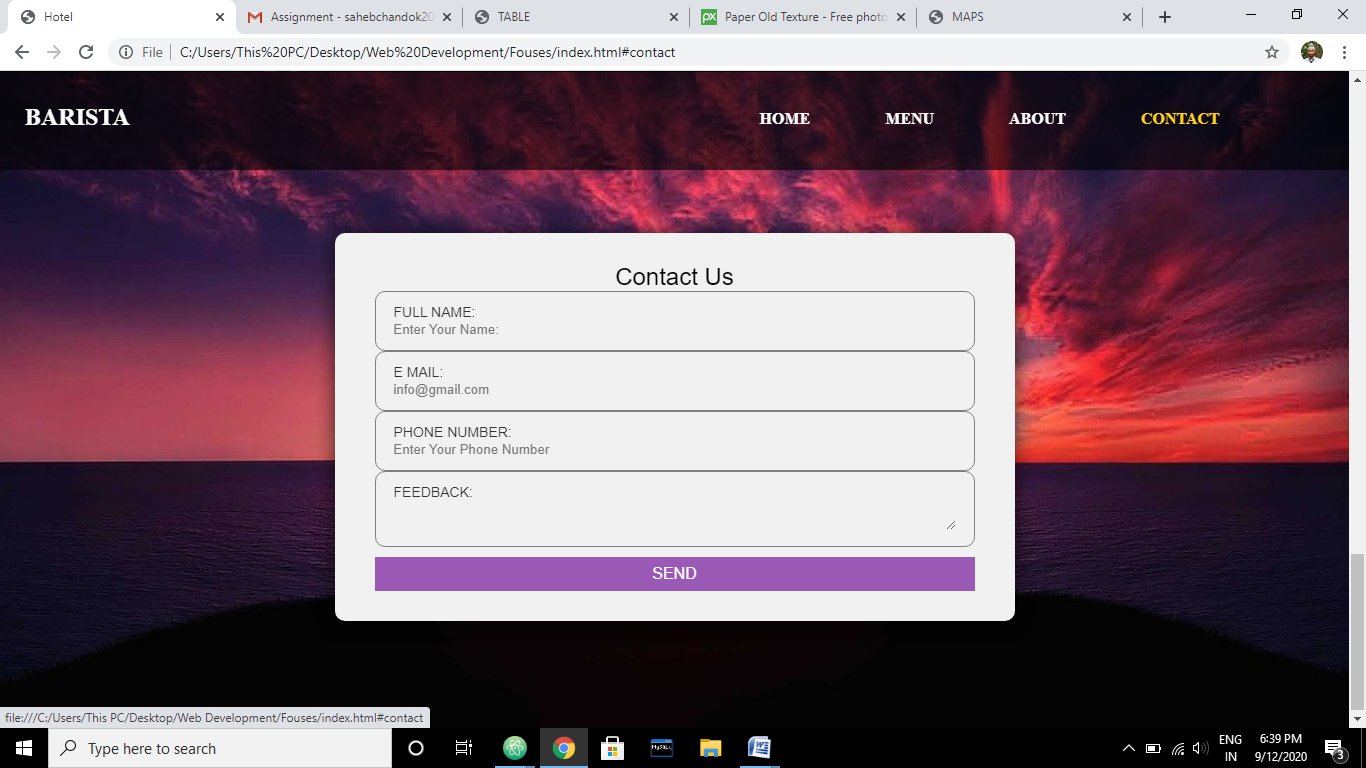 Hotel
Assignment - sahebchandok20
TABLE
Paper Old Texture - Free photo
MAPS
File C:/Users/This%20PC/Desktop/Web%20Development/Fouses/index.html#contact
BARISTA HOME MENU ABOUT CONTACT
Contact Us
FULL NAME:
Enter Your Name:
E MAIL:
info@gmail.com
PHONE NUMBER:
Enter Your Phone Number
FEEDBACK:
SEND
file:///C:/Users/This PC/Desktop/Web Development/Fouses/index.html#contact
Type here to search
ENG
IN
6:39 PM
9/12/2020
3